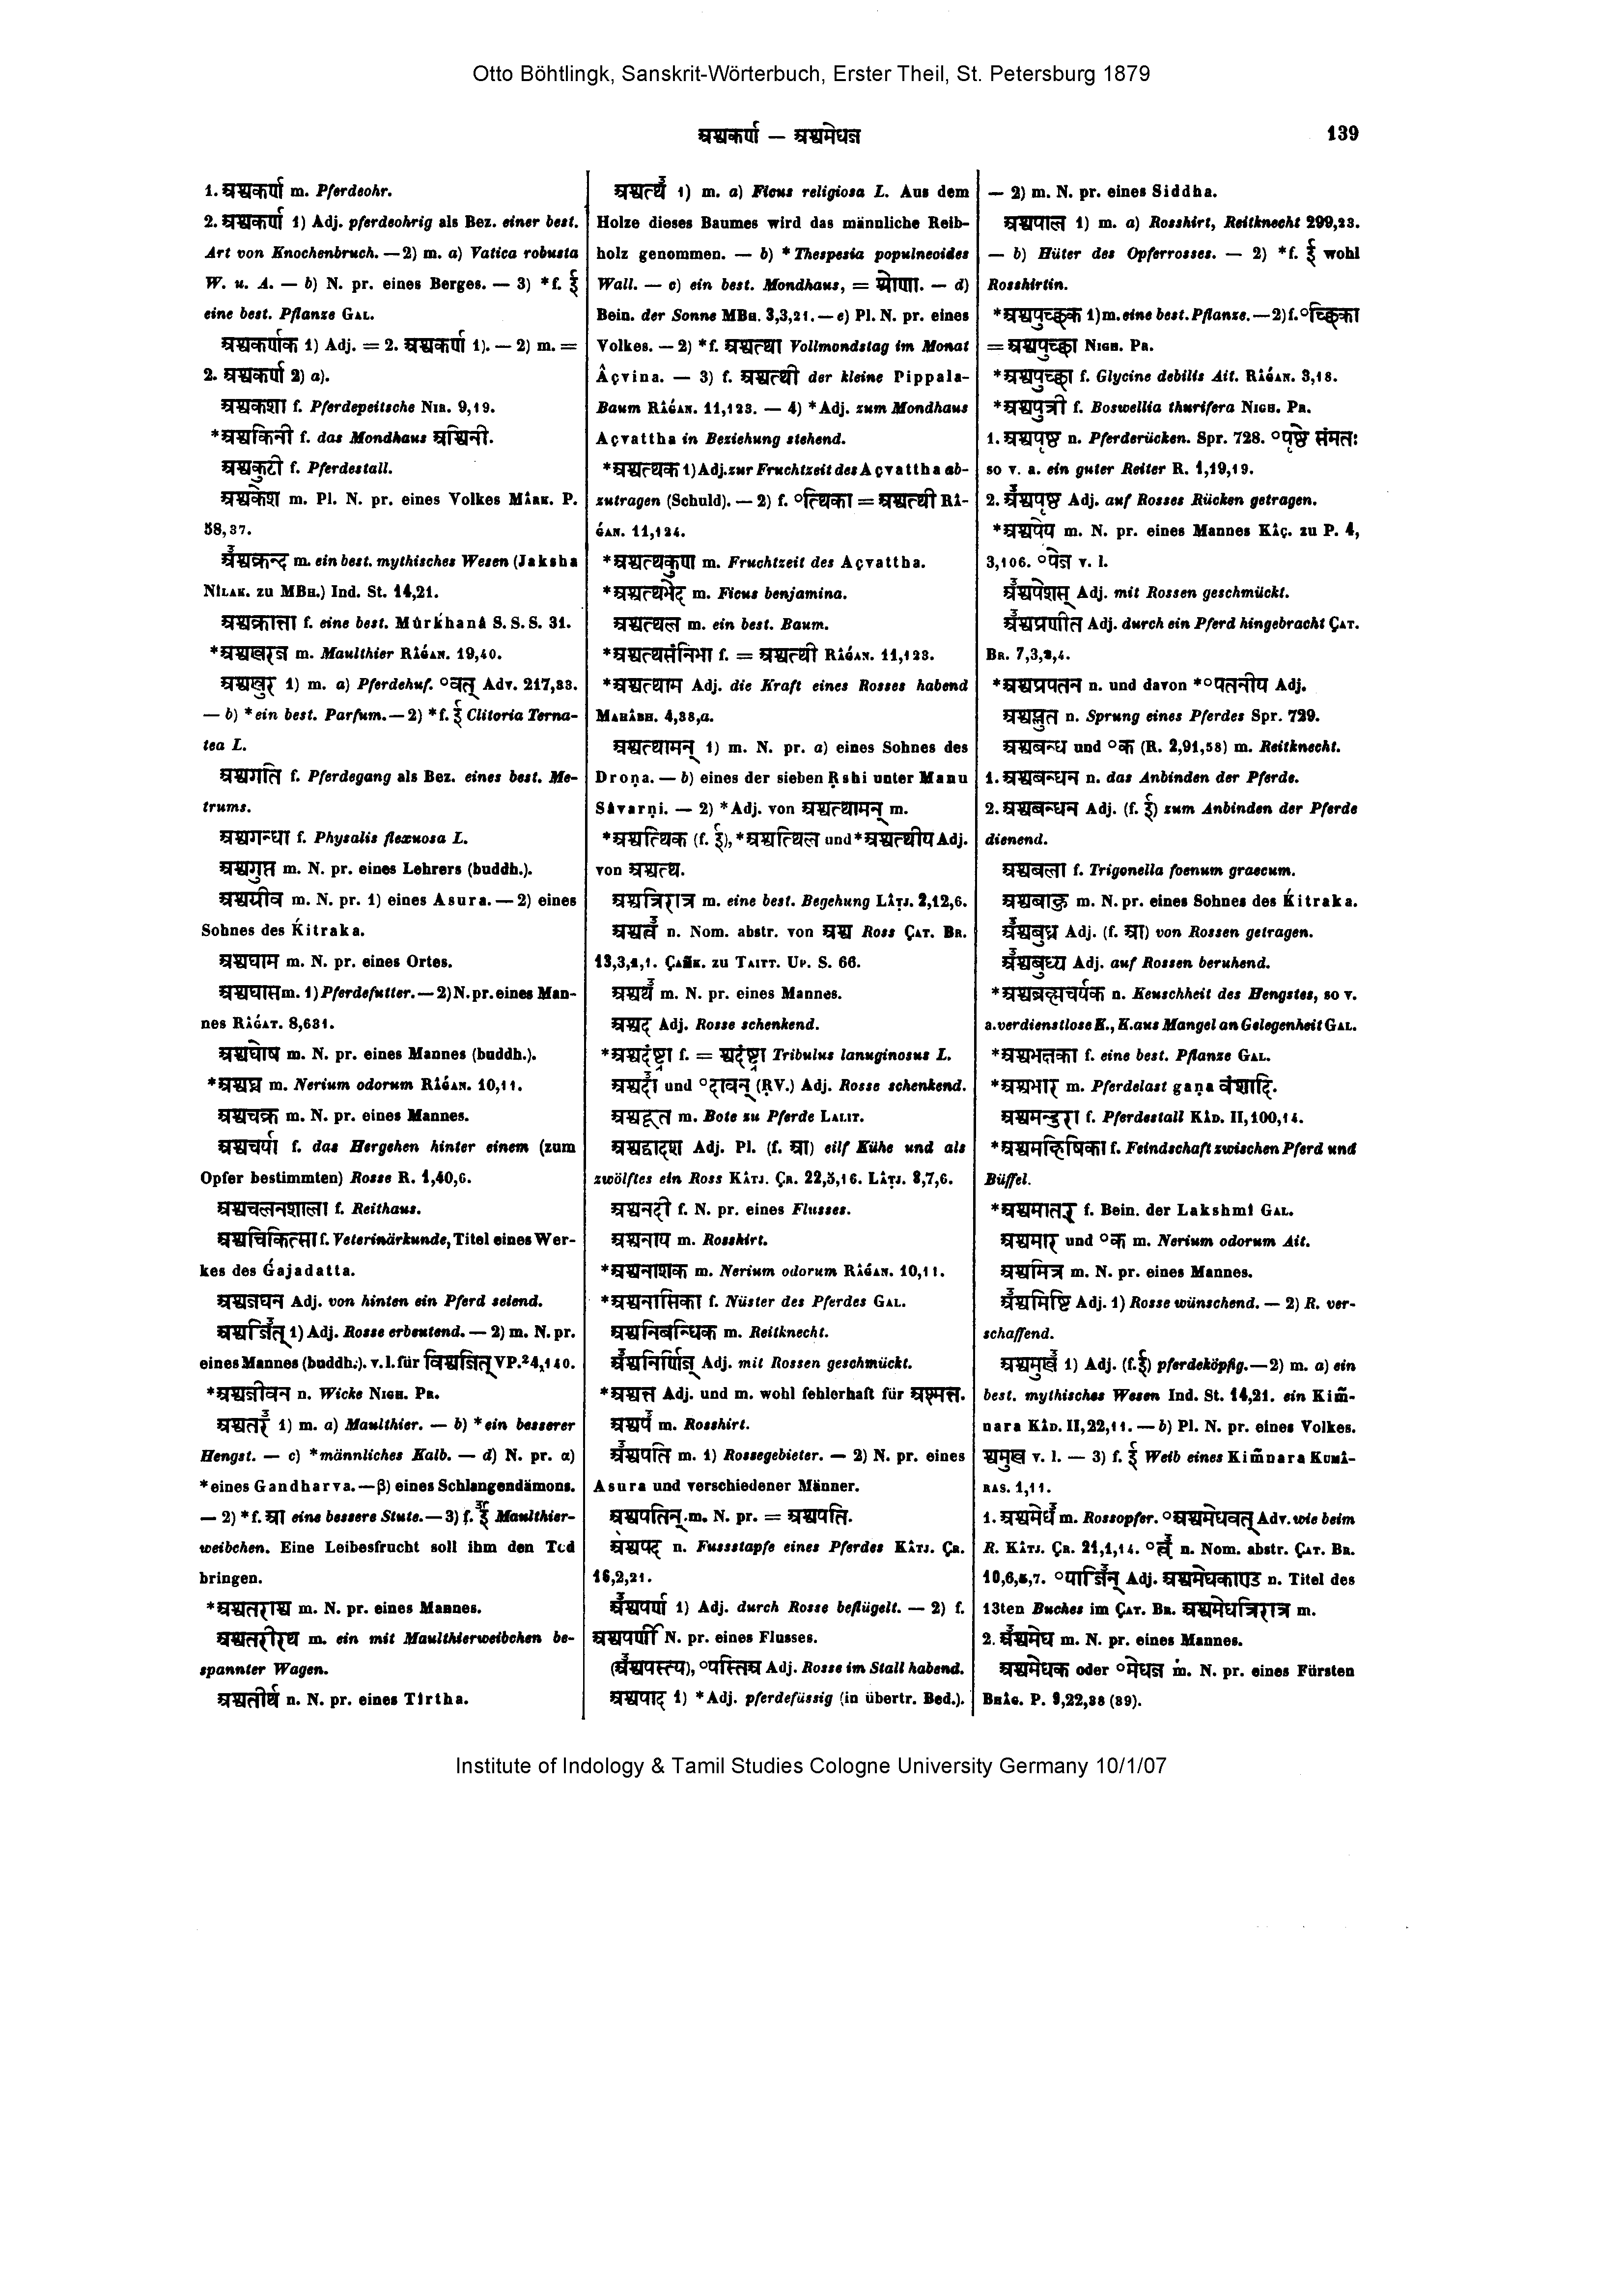 Otto Böhtlingk, Sanskrit-Wörterbuch, Erster Theil, St. Petersburg 1879
अश्वकर्ण — अश्वमेधज
139
1. अश्वकर्ण m. Pferdeohr.
2. अश्वकर्ण 1) Adj. pferdeohrig als Bez. einer best.
Art von Knochenbruch. — 2) m. a) Vatica robusta
W. u. A. — b) N. pr. eines Berges. — 3) *f. ई
eine best. Pflanze GAL.
अश्वकर्णक 1) Adj. = 2. अश्वकर्ण 1). — 2) m. =
2. अश्वकर्ण 2) a).
अश्वकशा f. Pferdepeitsche NIR. 9,19.
*अश्वकिनी f. das Mondhaus अश्विनी.
अश्वकुटी f. Pferdestall.
अश्वकेश m. Pl. N. pr. eines Volkes MÂRK. P.
58,37.
अ॑श्वक्रन्द m. ein best. mythisches Wesen (Jaksha
NÎLAK. zu MBH.) Ind. St. 14,21.
अश्वक्रान्ता f. eine best. Mûrkhanâ S. S. S. 31.
*अश्वखरज m. Maulthier RÂǴAN. 19,40.
अश्वखुर 1) m. a) Pferdehuf. °वत् Adv. 217,33.
— b) *ein best. Parfum. — 2) *f. ई Clitoria Terna-
tea L.
अश्वगति f. Pferdegang als Bez. eines best. Me-
trums.
अश्वगन्धा f. Physalis flexuosa L.
अश्वगुप्त m. N. pr. eines Lehrers (buddh.).
अश्वग्रीव m. N. pr. 1) eines Asura. — 2) eines
Sohnes des Ḱitraka.
अश्वघाम m. N. pr. eines Ortes.
अश्वघास m. 1) Pferdefutter. — 2) N. pr. eines Man-
nes RÂǴAT. 8,631.
अश्वघोष m. N. pr. eines Mannes (buddh.).
*अश्वघ्न m. Nerium odorum RÂǴAN. 10,11.
अश्वचक्र m. N. pr. eines Mannes.
अश्वचर्या f. das Hergehen hinter einem (zum
Opfer bestimmten) Rosse R. 1,40,6.
अश्वचलनशाला f. Reithaus.
अश्वचिकित्सा f. Veterinärkunde, Titel eines Wer-
kes des Ǵajadatta.
अश्वजघन Adj. von hinten ein Pferd seiend.
अश्वजि॑त् 1) Adj. Rosse erbeutend. — 2) m. N. pr.
eines Mannes (buddh.). v. l. für विश्वजित् VP.² 4,140.
*अश्वजीवन n. Wicke NIGH. PR.
अश्वतर॑ 1) m. a) Maulthier. — b) *ein besserer
Hengst. — c) *männliches Kalb. — d) N. pr. α)
*eines Gandharva. — β) eines Schlangendämons.
— 2) *f. आ eine bessere Stute. — 3) f. ई॑ Maulthier-
weibchen. Eine Leibesfrucht soll ihm den Tod
bringen.
*अश्वतराश्व m. N. pr. eines Mannes.
अश्वतरीरथ m. ein mit Maulthierweibchen be-
spannter Wagen.
अश्वतीर्थ n. N. pr. eines Tîrtha.
अश्वत्थ॑ 1) m. a) Ficus religiosa L. Aus dem
Holze dieses Baumes wird das männliche Reib-
holz genommen. — b) *Thespesia populneoides
Wall. — c) ein best. Mondhaus, = श्रोणा. — d)
Bein. der Sonne MBH. 3,3,21. — e) Pl. N. pr. eines
Volkes. — 2) *f. अश्वत्था Vollmondstag im Monat
Âçvina. — 3) f. अश्वत्थी der kleine Pippala-
Baum RÂǴAN. 11,123. — 4) *Adj. zum Mondhaus
Açvattha in Beziehung stehend.
*अश्वत्थक 1) Adj. zur Fruchtzeit des Açvattha ab-
zutragen (Schuld). — 2) f. °त्थिका = अश्वत्थी RÂ-
ǴAN. 11,124.
*अश्वत्थकुण m. Fruchtzeit des Açvattha.
*अश्वत्थभेद m. Ficus benjamina.
अश्वत्थल m. ein best. Baum.
*अश्वत्थसंनिभा f. = अश्वत्थी RÂǴAN. 11,123.
*अश्वत्थाम Adj. die Kraft eines Rosses habend
MAHÂBH. 4,38,a.
अश्वत्थामन् 1) m. N. pr. a) eines Sohnes des
Droṇa. — b) eines der sieben Ṛshi unter Manu
Sâvarṇi. — 2) *Adj. von अश्वत्थामन् m.
*अश्वत्थिक (f. ई), *अश्वत्थिल und *अश्वत्थीय Adj.
von अश्वत्थ.
अश्वत्रिरात्र m. eine best. Begehung LÂṬJ. 2,12,6.
अश्वत्व॑ n. Nom. abstr. von अश्व Ross ÇAT. BR.
13,3,1,1. ÇAṂK. zu TAITT. UP. S. 66.
अश्वथ॑ m. N. pr. eines Mannes.
अश्वद Adj. Rosse schenkend.
*अश्वदंष्ट्रा f. = श्वदंष्ट्रा Tribulus lanuginosus L.
अश्वदा॑ und °दावन् (ṚV.) Adj. Rosse schenkend.
अश्वदूत m. Bote zu Pferde LALIT.
अश्वद्वादश Adj. Pl. (f. आ) eilf Kühe und als
zwölftes ein Ross KÂTJ. ÇR. 22,5,16. LÂṬJ. 8,7,6.
अश्वनदी f. N. pr. eines Flusses.
अश्वनाय m. Rosshirt.
*अश्वनाशक m. Nerium odorum RÂǴAN. 10,11.
*अश्वनासिका f. Nüster des Pferdes GAL.
अश्वनिबन्धिक m. Reitknecht.
अ॑श्वनिर्णिज् Adj. mit Rossen geschmückt.
*अश्वन्त Adj. und m. wohl fehlerhaft für अश्मन्त.
अश्वप॑ m. Rosshirt.
अ॑श्वपति m. 1) Rossegebieter. — 2) N. pr. eines
Asura und verschiedener Männer.
अश्वपतिन् m. N. pr. = अश्वपति.
अश्वपद n. Fussstapfe eines Pferdes KÂTJ. ÇR.
16,2,21.
अ॑श्वपर्ण 1) Adj. durch Rosse beflügelt. — 2) f.
अश्वपर्णी N. pr. eines Flusses.
(अ॑श्वपस्त्य), °पस्तिअ Adj. Rosse im Stall habend.
अश्वपाद् 1) *Adj. pferdefüssig (in übertr. Bed.).
— 2) m. N. pr. eines Siddha.
अश्वपाल 1) m. a) Rosshirt, Reitknecht 299,23.
— b) Hüter des Opferrosses. — 2) *f. ई wohl
Rosshirtin.
*अश्वपुच्छक 1) m. eine best. Pflanze. — 2) f. °च्छिका
= अश्वपुच्छा NIGH. PR.
*अश्वपुच्छा f. Glycine debilis Ait. RÂǴAN. 3,18.
*अश्वपुत्री f. Boswellia thurifera NIGH. PR.
1. अश्वपृष्ठ n. Pferderücken. Spr. 728. °पृष्ठे संमतः
so v. a. ein guter Reiter R. 1,19,19.
2. अ॑श्वपृष्ठ Adj. auf Rosses Rücken getragen.
*अश्वपेय m. N. pr. eines Mannes KÂÇ. zu P. 4,
3,106. °पेज v. l.
अ॑श्वपेशस् Adj. mit Rossen geschmückt.
अ॑श्वप्रणीत Adj. durch ein Pferd hingebracht ÇAT.
BR. 7,3,2,4.
*अश्वप्रपतन n. und davon *°पतनीय Adj.
अश्वप्लुत n. Sprung eines Pferdes Spr. 729.
अश्वबन्ध und °क (R. 2,91,58) m. Reitknecht.
1. अश्वबन्धन n. das Anbinden der Pferde.
2. अश्वबन्धन Adj. (f. ई) zum Anbinden der Pferde
dienend.
अश्वबला f. Trigonella foenum graecum.
अश्वबाहु m. N. pr. eines Sohnes des Ḱitraka.
अ॑श्वबुध्न Adj. (f. आ) von Rossen getragen.
अ॑श्वबुध्य Adj. auf Rossen beruhend.
*अश्वब्रह्मचर्यक n. Keuschheit des Hengstes, so v.
a. verdienstlose K., K. aus Mangel an Gelegenheit GAL.
*अश्वभतका f. eine best. Pflanze GAL.
*अश्वभार m. Pferdelast gaṇa वंशादि.
अश्वमन्दुरा f. Pferdestall KÂD. II,100,14.
*अश्वमहिषिका f. Feindschaft zwischen Pferd und
Büffel.
*अश्वमातर् f. Bein. der Lakshmî GAL.
अश्वमार und °क m. Nerium odorum Ait.
अश्वमित्र m. N. pr. eines Mannes.
अ॑श्वमिष्टि Adj. 1) Rosse wünschend. — 2) R. ver-
schaffend.
अश्वमुख॑ 1) Adj. (f. ई) pferdeköpfig. — 2) m. a) ein
best. mythisches Wesen Ind. St. 14,21. ein Kiṃ-
nara KÂD. II,22,11. — b) Pl. N. pr. eines Volkes.
श्वमुख v. l. — 3) f. ई Weib eines Kiṃnara KUMÂ-
RAS. 1,11.
1. अश्वमेध॑ m. Rossopfer. °अश्वमेधवत् Adv. wie beim
R. KÂTJ. ÇR. 21,1,14. °त्व॑ n. Nom. abstr. ÇAT. BR.
10,6,5,7. °याजि॑न् Adj. अश्वमेधकाण्ड n. Titel des
13ten Buches im ÇAT. BR. अश्वमेधत्रिरात्र m.
2. अ॑श्वमेध m. N. pr. eines Mannes.
अश्वमेधक oder °मेधज m. N. pr. eines Fürsten
BHÂG. P. 9,22,38 (39).
Institute of Indology & Tamil Studies Cologne University Germany 10/1/07